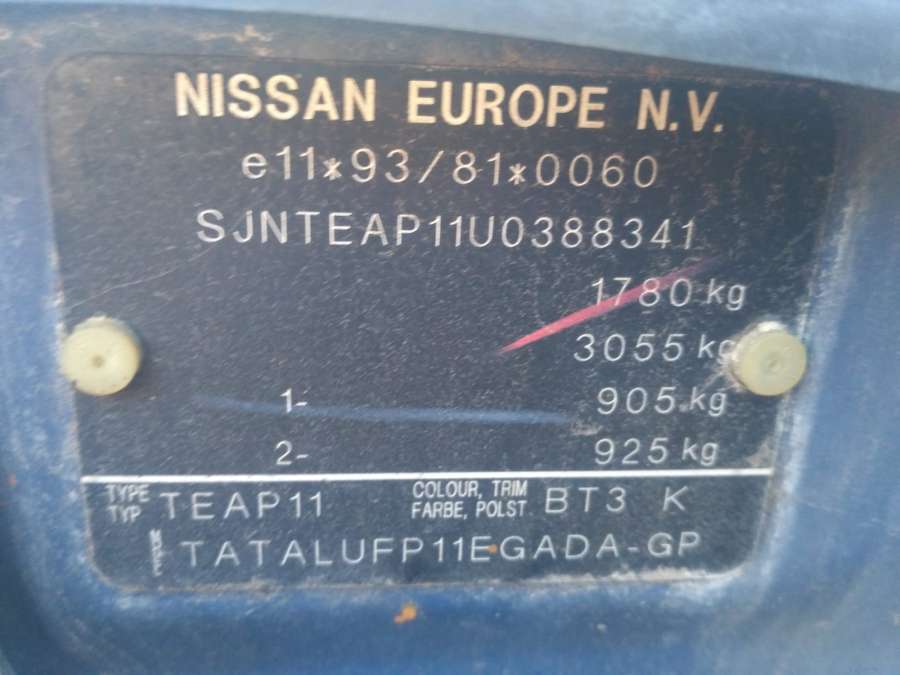 NISSAN EUROPE N.V.
e11*93/81*0060
SJNTEAP11U0388341
1780 kg
3055 kg
1- 905 kg
2- 925 kg
TYPE TYP TEAP11 COLOUR, TRIM FARBE, POLST BT3 K
TATALUFP11EGADA-GP